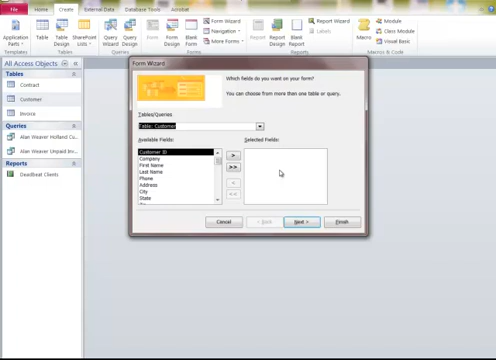 File Home Create External Data Database Tools Acrobat
Application Parts Table Table Design SharePoint Lists Query Wizard Query Design Form Form Design Blank Form Form Wizard Navigation More Forms Report Report Design Blank Report Report Wizard Labels Macro Module Class Module Visual Basic
Templates Tables Queries Forms Reports Macros & Code
All Access Objects
Tables
Contract
Customer
Invoice
Queries
Alan Weaver Holland Cu...
Alan Weaver Unpaid Inv...
Reports
Deadbeat Clients
Form Wizard
Which fields do you want on your form?
You can choose from more than one table or query.
Tables/Queries
Table: Customer
Available Fields: Selected Fields:
Customer ID
Company
First Name
Last Name
Phone
Address
City
State
>
>>
<
<<
Cancel < Back Next > Finish